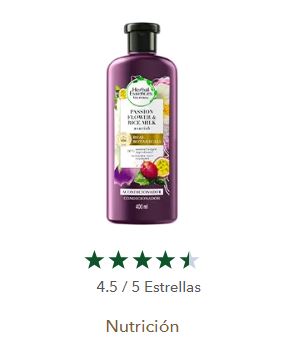 Herbal
Essences
PASSION
FLOWER &
RICE MILK
nourish
REAL
BOTANICALS
ACONDICIONADOR
CONDICIONADOR
400 ml
4.5 / 5 Estrellas
Nutrición